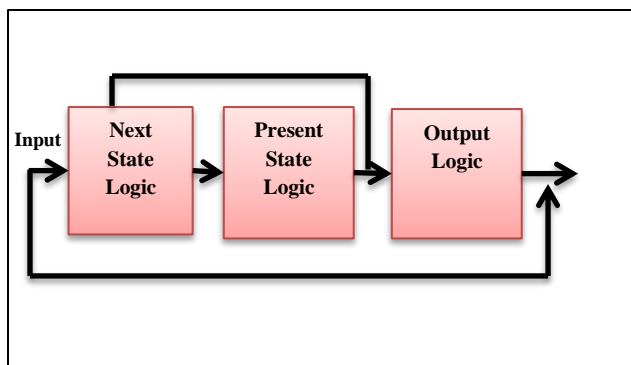 Input
Next
State
Logic
Present
State
Logic
Output
Logic